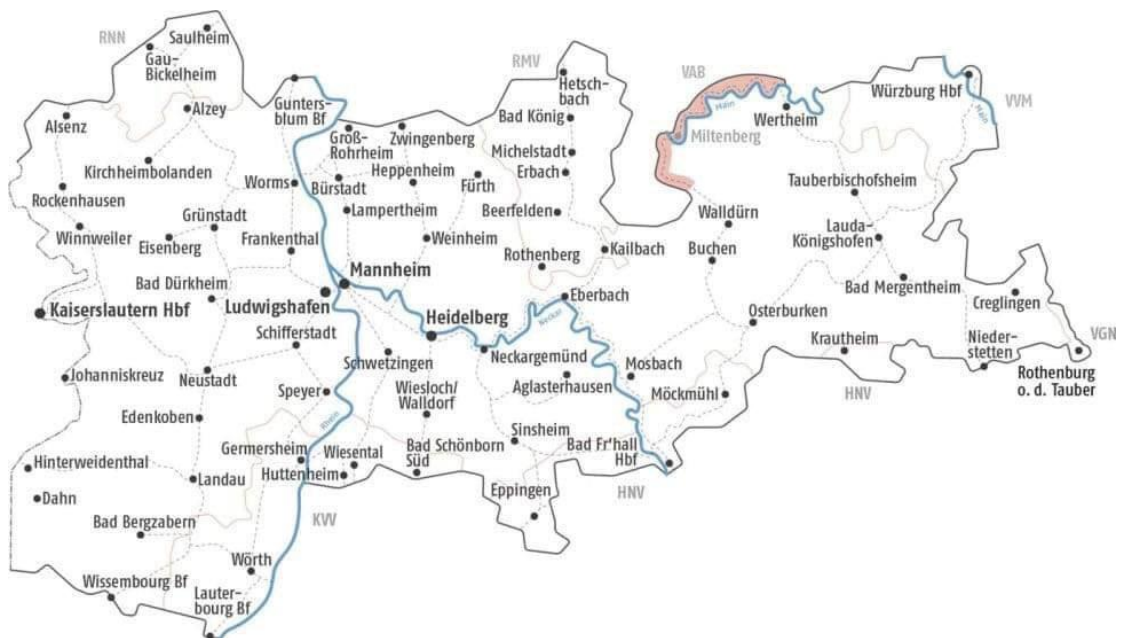 RNN
Saulheim
Gau-
Bickelheim
Alsenz
Alzey
Gunters-
blum Bf
Kirchheimbolanden
Rockenhausen
Worms
Grünstadt
Winnweiler
Eisenberg
Frankenthal
Bad Dürkheim
Kaiserslautern Hbf
Ludwigshafen
Mannheim
Schifferstadt
Johanniskreuz
Neustadt
Speyer
Edenkoben
Rhein
Germersheim
Hinterweidenthal
Landau
Dahn
Bad Bergzabern
Wörth
Wissembourg Bf
Lauter-
bourg Bf
KVV
RMV
Hetsch-
bach
Bad König
Michelstadt
Erbach
Beerfelden
Groß-
Rohrheim
Zwingenberg
Heppenheim
Bürstadt
Fürth
Lampertheim
Weinheim
Rothenberg
Kailbach
Eberbach
Heidelberg
Neckar
Neckargemünd
Schwetzingen
Aglasterhausen
Wiesloch/
Walldorf
Mosbach
Möckmühl
Sinsheim
Bad Schönborn
Süd
Wiesental
Huttenheim
Bad Fr'hall
Hbf
Eppingen
HNV
VAB
Main
Miltenberg
Wertheim
Würzburg Hbf
Main
VVM
Tauberbischofsheim
Walldürn
Buchen
Lauda-
Königshofen
Bad Mergentheim
Osterburken
Krautheim
HNV
Creglingen
Nieder-
stetten
VGN
Rothenburg
o. d. Tauber